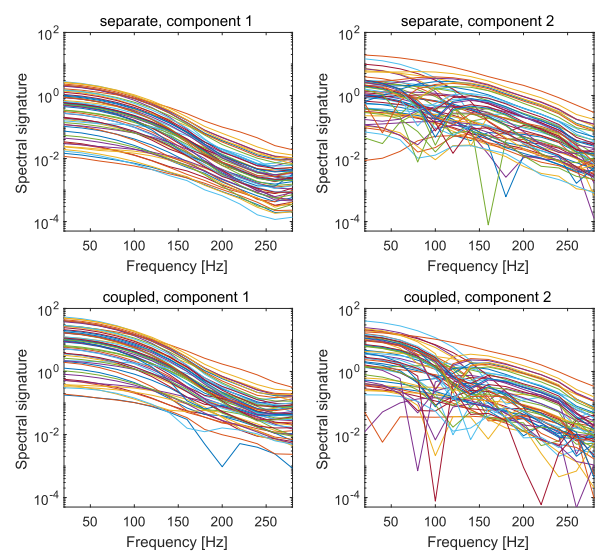 separate, component 1
separate, component 2
10^2
10^0
10^-2
10^-4
Spectral signature
50 100 150 200 250
Frequency [Hz]
10^2
10^0
10^-2
10^-4
Spectral signature
50 100 150 200 250
Frequency [Hz]
coupled, component 1
coupled, component 2
10^2
10^0
10^-2
10^-4
Spectral signature
50 100 150 200 250
Frequency [Hz]
10^2
10^0
10^-2
10^-4
Spectral signature
50 100 150 200 250
Frequency [Hz]